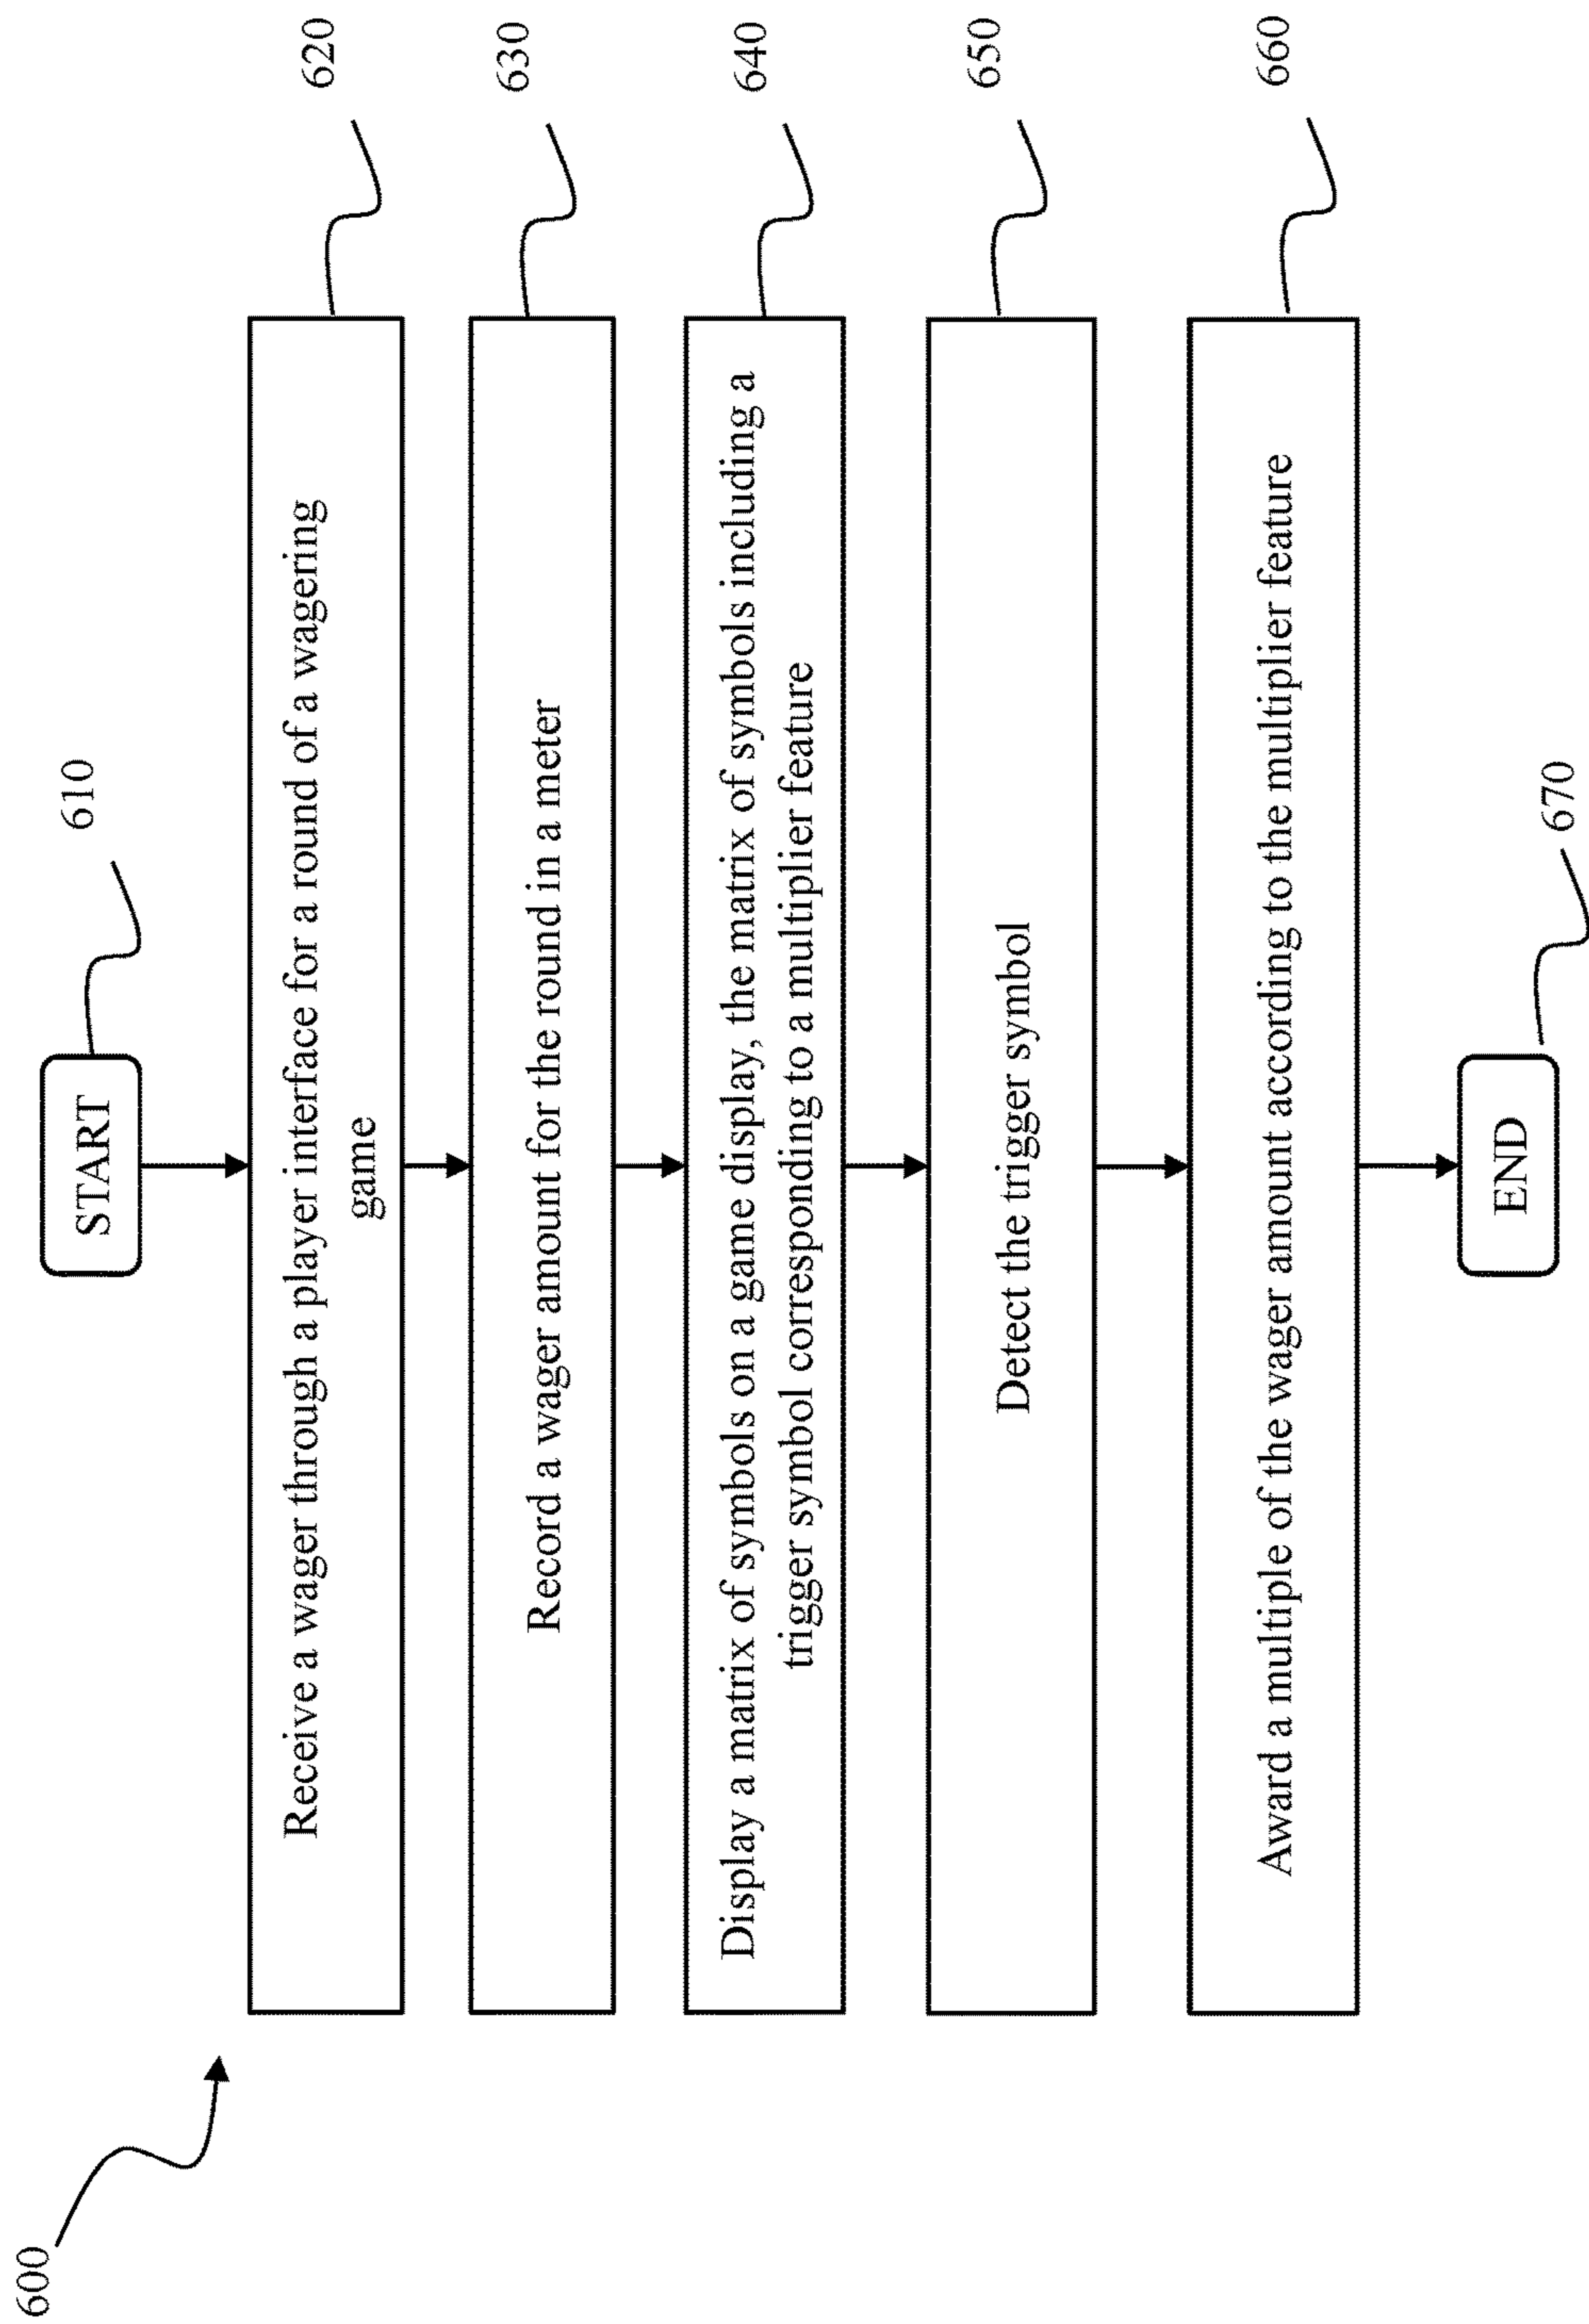 600
START
610
Receive a wager through a player interface for a round of a wagering
game
620
Record a wager amount for the round in a meter
630
Display a matrix of symbols on a game display, the matrix of symbols including a
trigger symbol corresponding to a multiplier feature
640
Detect the trigger symbol
650
Award a multiple of the wager amount according to the multiplier feature
660
END
670